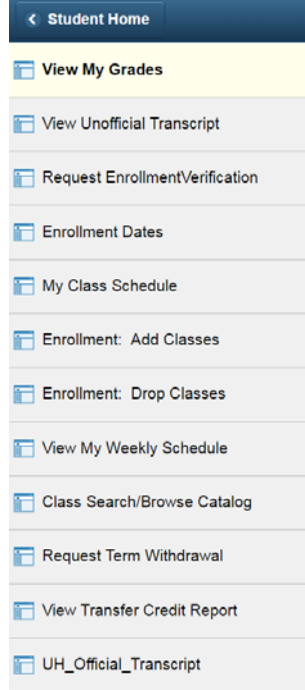 Student Home
View My Grades
View Unofficial Transcript
Request EnrollmentVerification
Enrollment Dates
My Class Schedule
Enrollment:  Add Classes
Enrollment:  Drop Classes
View My Weekly Schedule
Class Search/Browse Catalog
Request Term Withdrawal
View Transfer Credit Report
UH_Official_Transcript